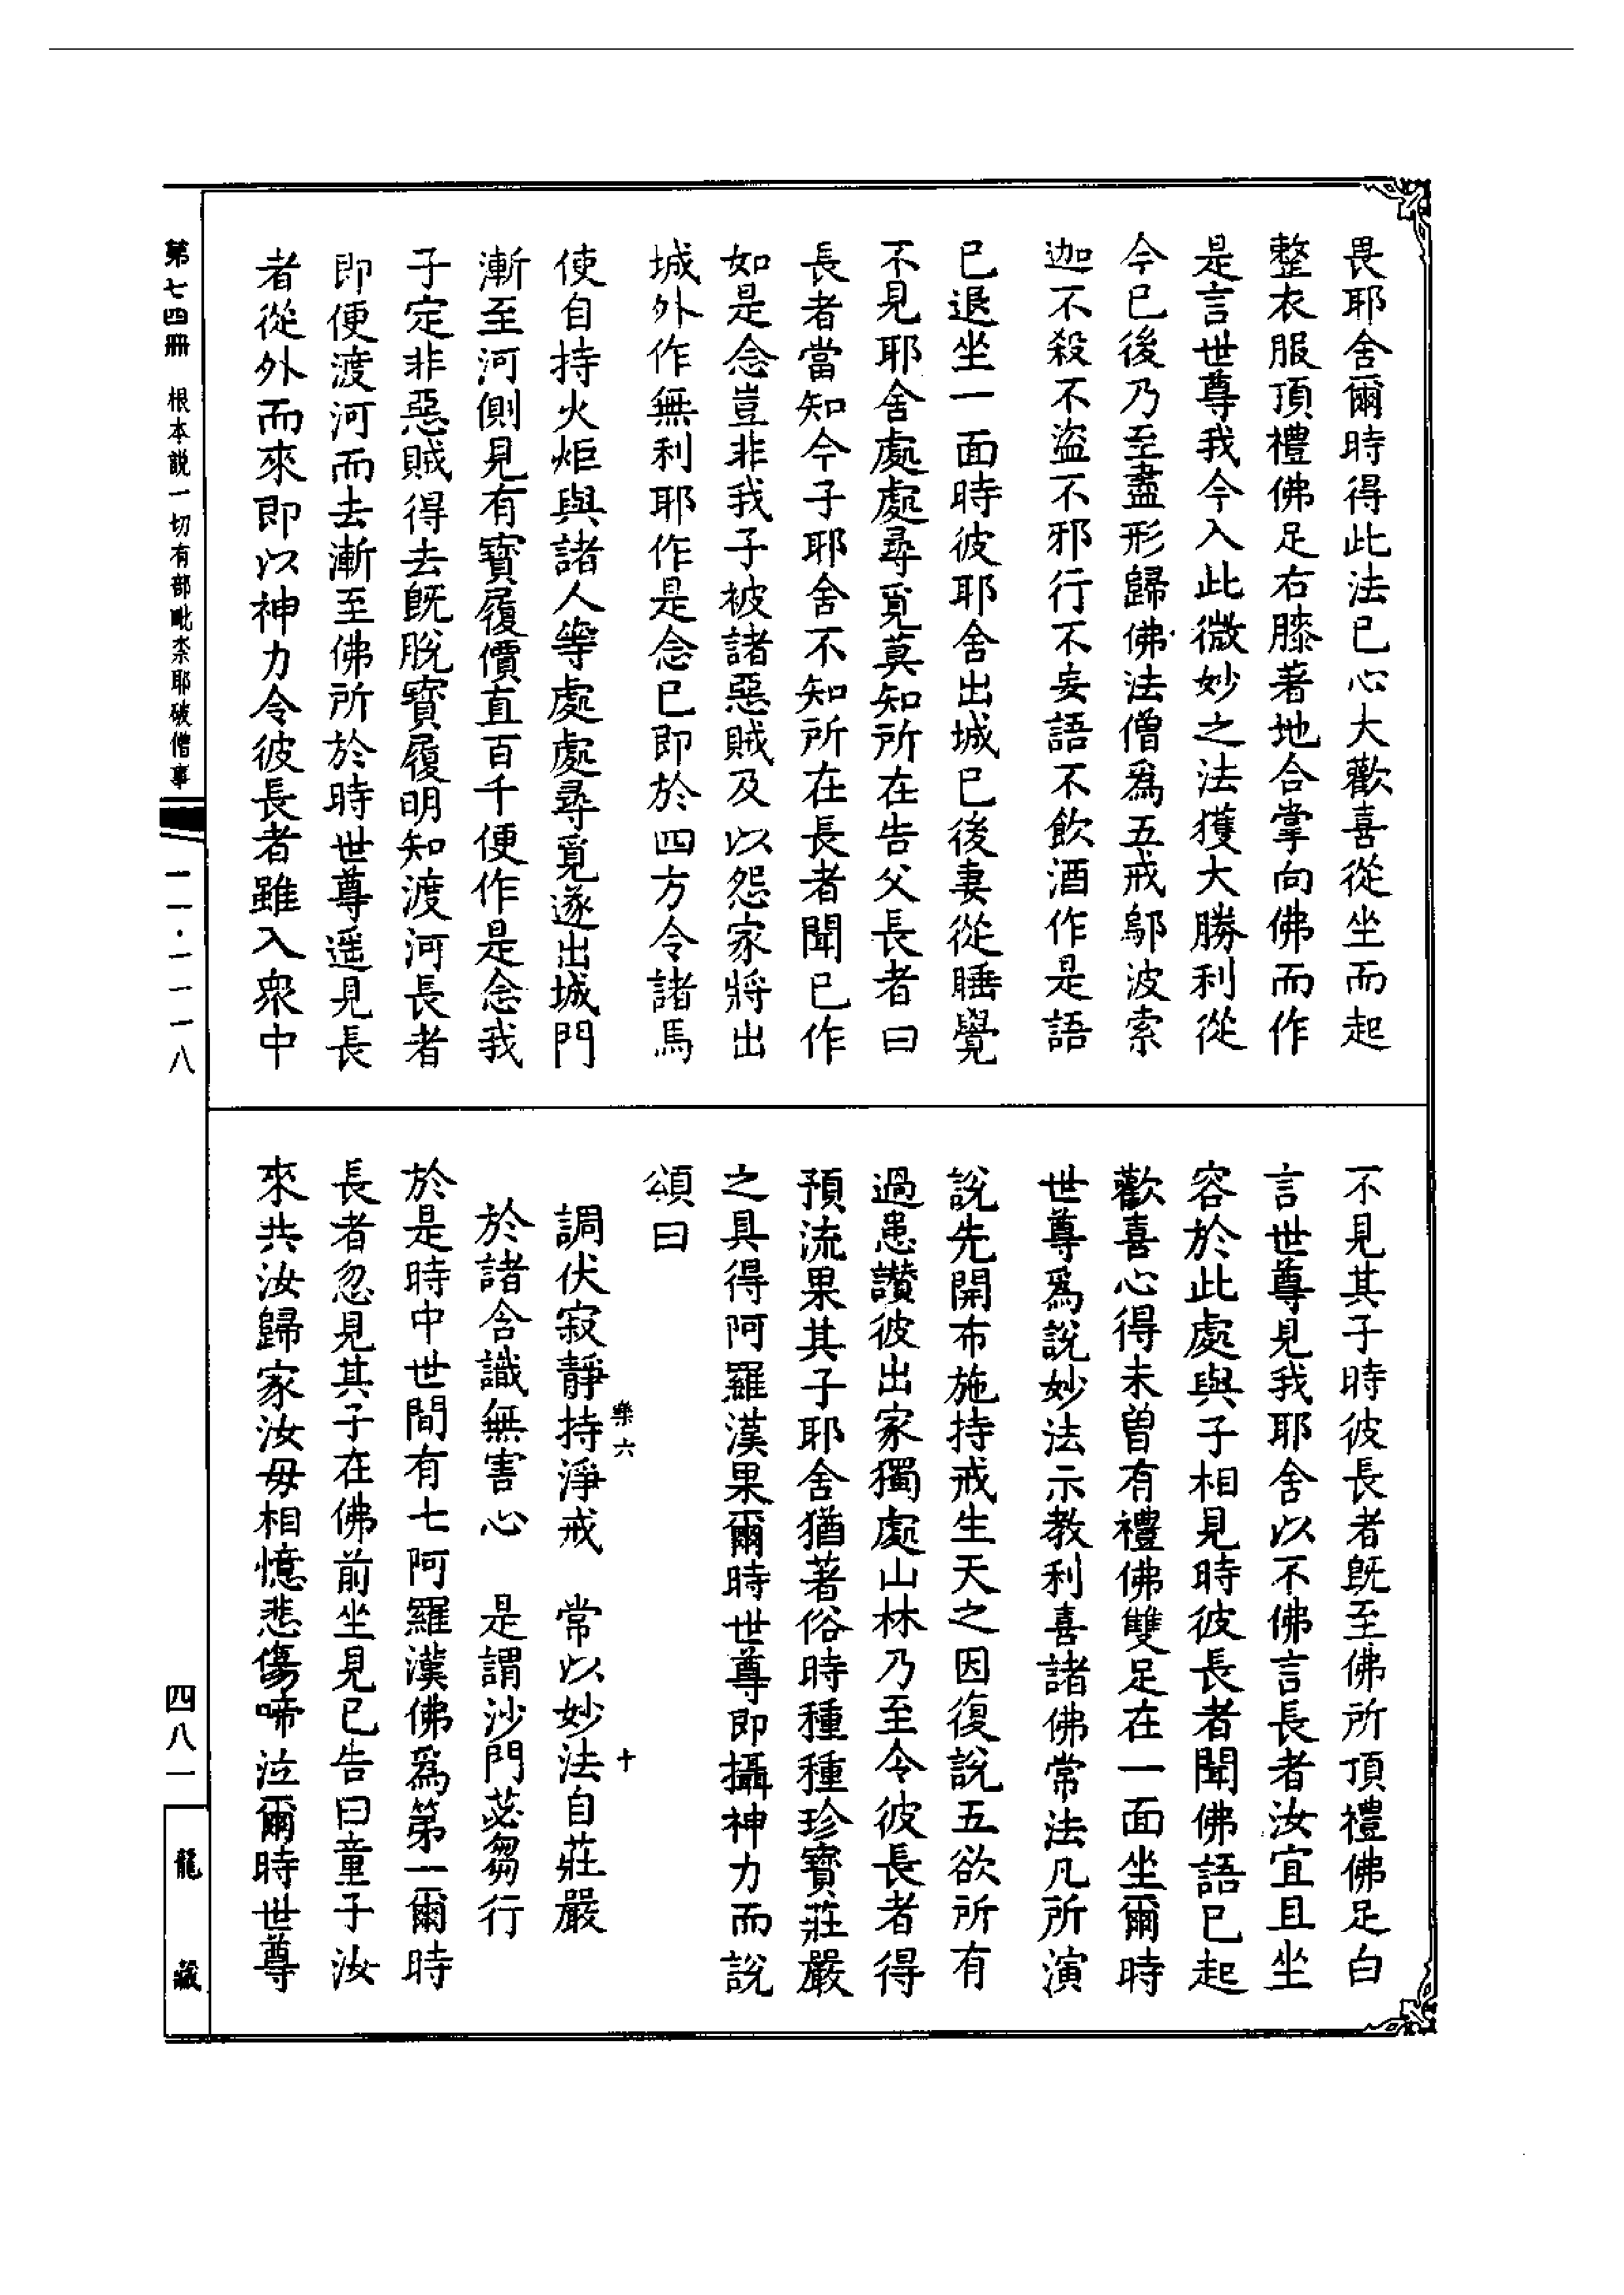 畏耶舍爾時得此法已心大歡喜從坐而起
整衣服頂禮佛足右膝著地合掌向佛而作
是言世尊我今入此微妙之法獲大勝利從
今已後乃至盡形歸佛法僧爲五戒鄔波索
迦不殺不盜不邪行不妄語不飲酒作是語
已退坐一面時彼耶舍出城已後妻從睡覺
不見耶舍處處尋覓莫知所在告父長者曰
長者當知今子耶舍不知所在長者聞已作
如是念豈非我子被諸惡賊及以怨家將出
城外作無利耶作是念已即於四方令諸馬
使自持火炬與諸人等處處尋覓遂出城門
漸至河側見有寶履價直百千便作是念我
子定非惡賊得去旣脫寶履明知渡河長者
即便渡河而去漸至佛所於時世尊遥見長
者從外而來即以神力令彼長者雖入衆中
不見其子時彼長者旣至佛所頂禮佛足白
言世尊見我耶舍以不佛言長者汝宜且坐
容於此處與子相見時彼長者聞佛語已起
歡喜心得未曾有禮佛雙足在一面坐爾時
世尊爲說妙法示教利喜諸佛常法凡所演
說先開布施持戒生天之因復說五欲所有
過患讚彼出家獨處山林乃至令彼長者得
預流果其子耶舍猶著俗時種種珍寶莊嚴
之具得阿羅漢果爾時世尊即攝神力而說
頌曰
樂六
十
調伏寂靜持淨戒　常以妙法自莊嚴
於諸含識無害心　是謂沙門苾芻行
於是時中世間有七阿羅漢佛爲第一爾時
長者忽見其子在佛前坐見已告曰童子汝
來共汝歸家汝母相憶悲傷啼泣爾時世尊
第七四冊　根本說一切有部毗柰耶破僧事
二一·一一一八
四八一
龍藏